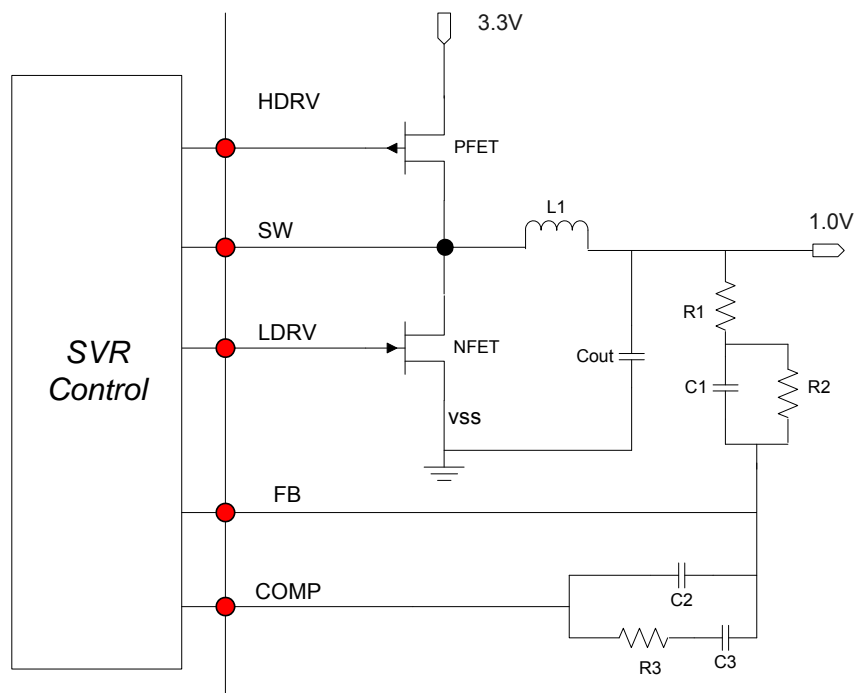 3.3V
HDRV
PFET
L1
1.0V
SW
R1
LDRV
NFET
SVR
Control
Cout
C1
R2
vss
FB
COMP
C2
R3
C3